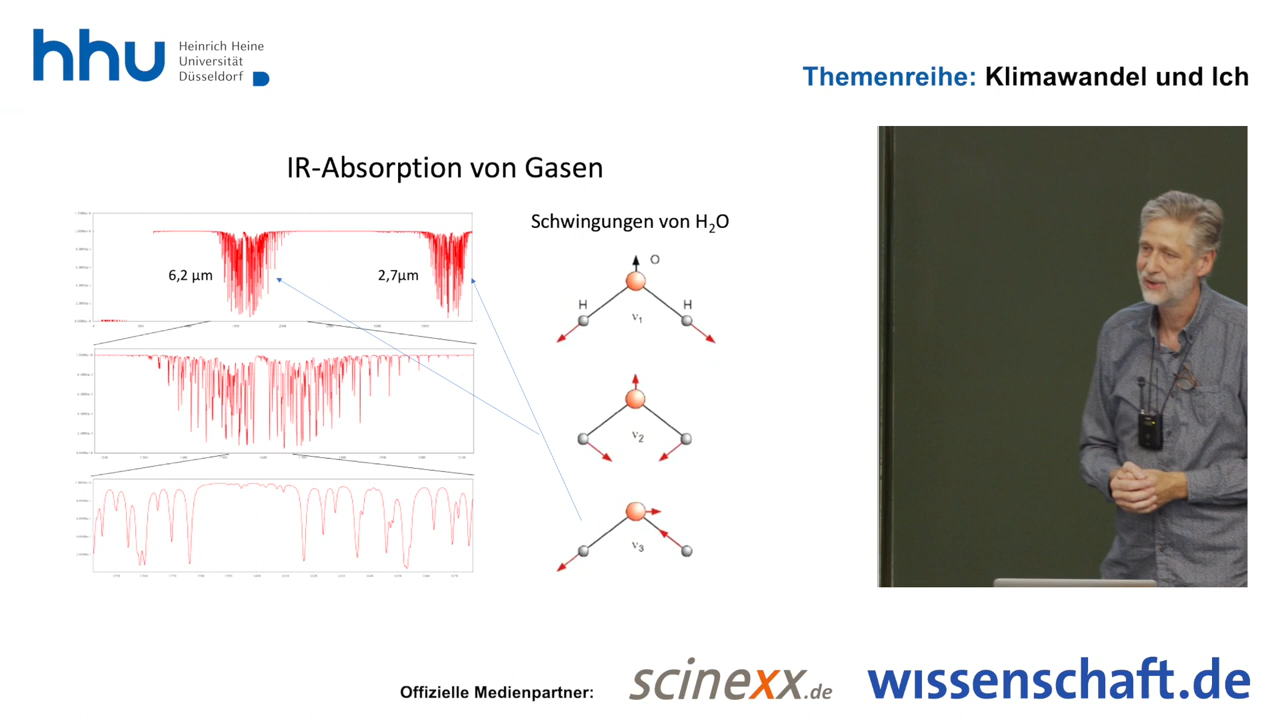 hhu
Heinrich Heine
Universität
Düsseldorf
Themenreihe: Klimawandel und Ich
IR-Absorption von Gasen
Schwingungen von H₂O
6,2 µm
2,7µm
O
H
H
ν₁
ν₂
ν₃
Offizielle Medienpartner:
scinexx.de
wissenschaft.de